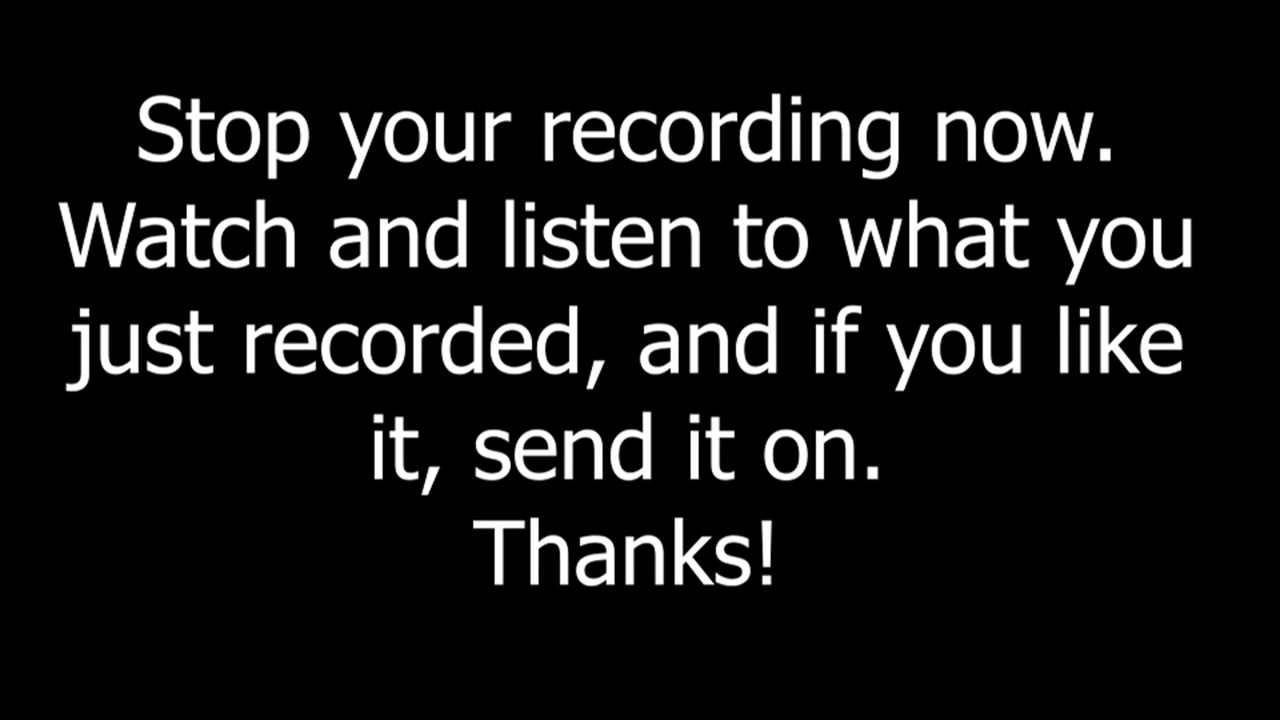 Stop your recording now.
Watch and listen to what you
just recorded, and if you like
it, send it on.
Thanks!